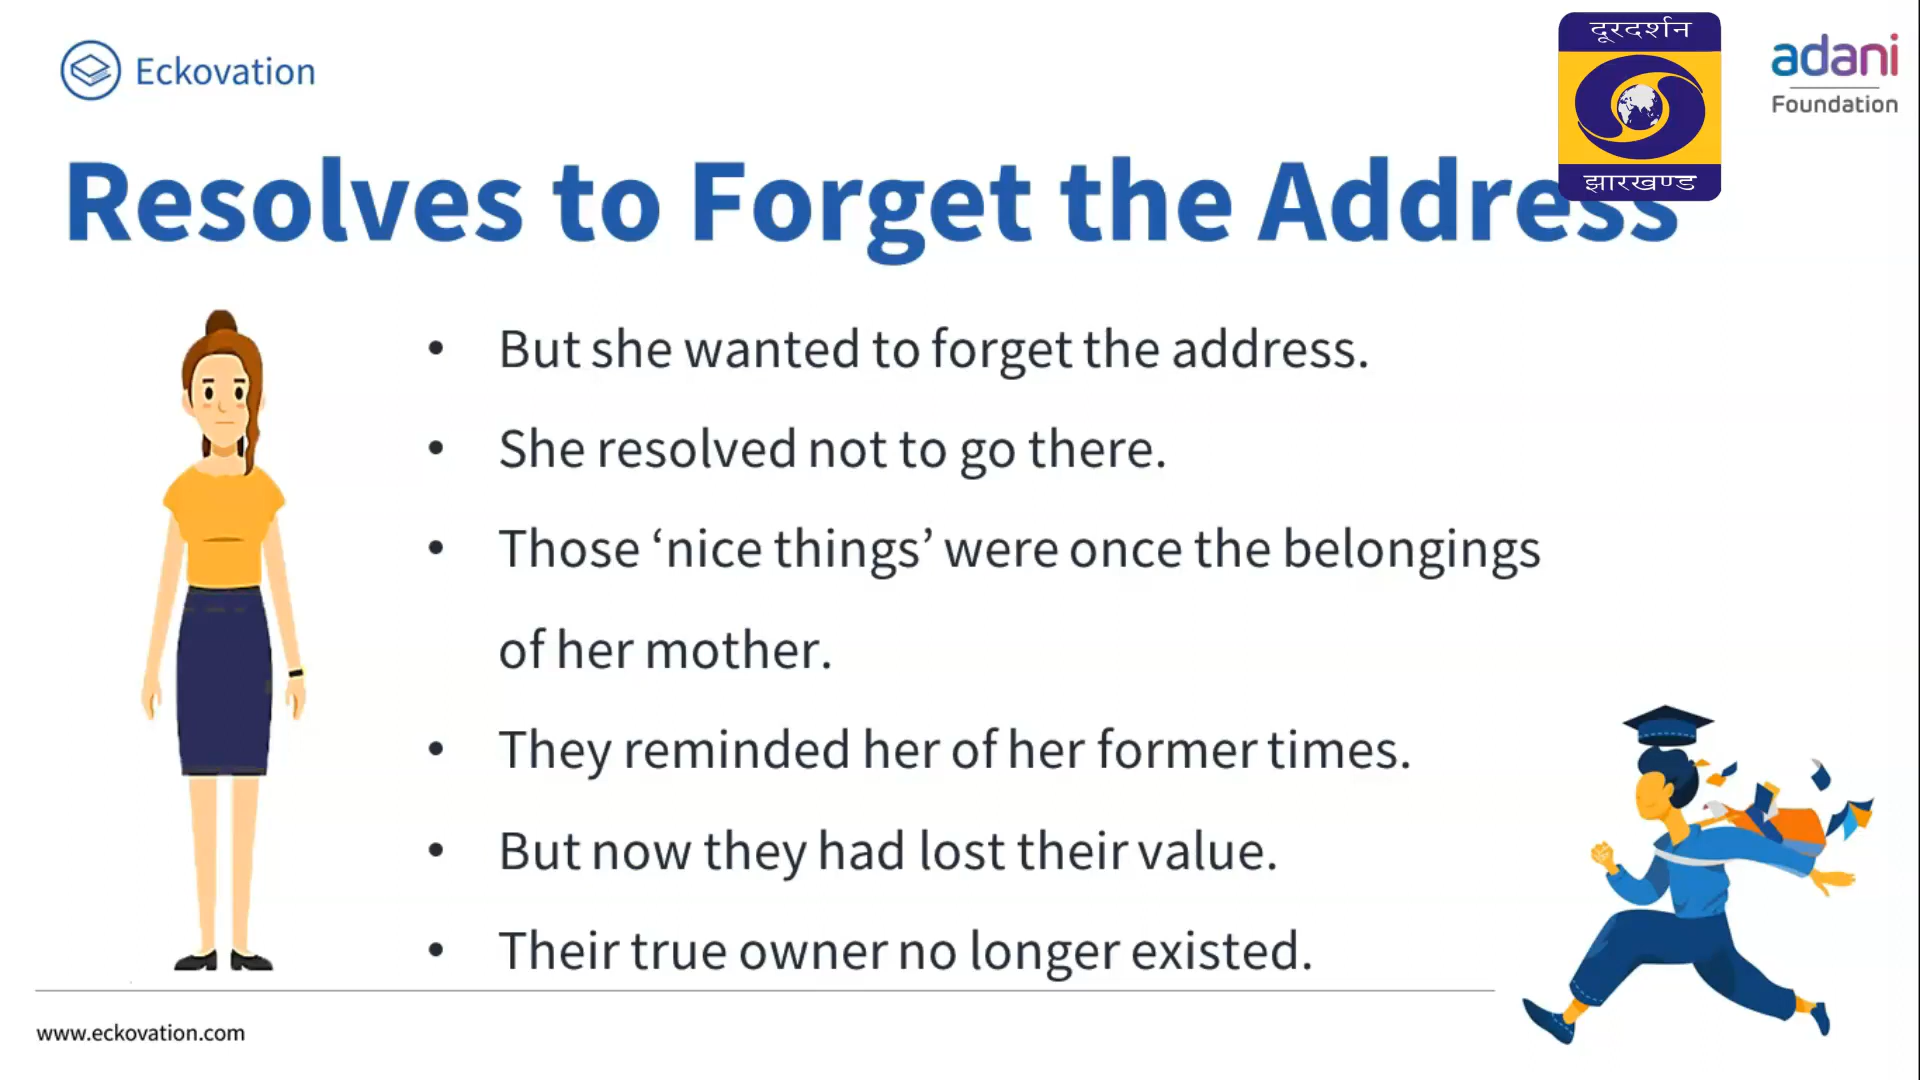 Eckovation
दूरदर्शन
झारखण्ड
adani
Foundation
Resolves to Forget the Address
• But she wanted to forget the address.
• She resolved not to go there.
• Those ‘nice things’ were once the belongings
of her mother.
• They reminded her of her former times.
• But now they had lost their value.
• Their true owner no longer existed.
www.eckovation.com